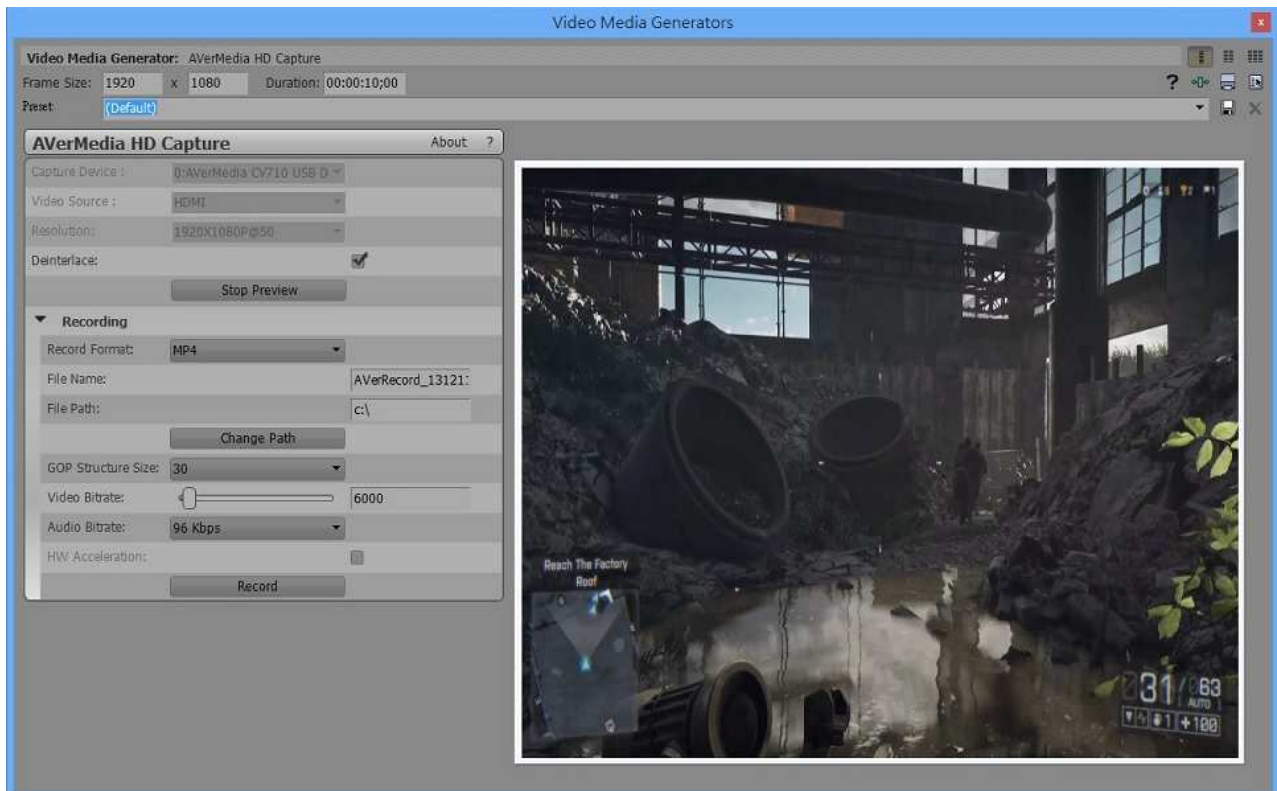 Video Media Generators
x
Video Media Generator: AVerMedia HD Capture
Frame Size: 1920 x 1080 Duration: 00:00:10;00
?
Preset: (Default)
AVerMedia HD Capture About ?
Capture Device : 0:AVerMedia CV710 USB D
Video Source : HDMI
Resolution: 1920X1080P@50
Deinterlace:
Stop Preview
Recording
Record Format: MP4
File Name: AVerRecord_13121
File Path: c:\
Change Path
GOP Structure Size: 30
Video Bitrate: 6000
Audio Bitrate: 96 Kbps
HW Acceleration:
Record
Reach The Factory
Roof
31/063
AUTO
1 +100